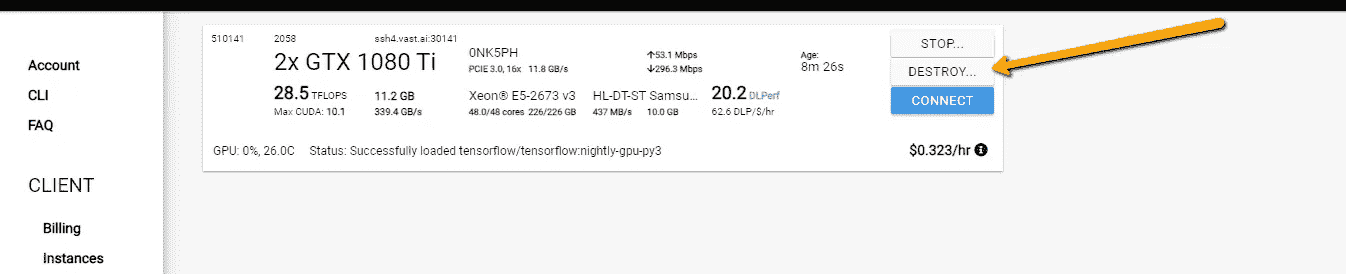 Account
CLI
FAQ
CLIENT
Billing
Instances
510141 2058 ssh4.vast.ai:30141
2x GTX 1080 Ti
28.5 TFLOPS 11.2 GB
Max CUDA: 10.1 339.4 GB/s
0NK5PH
PCIE 3.0, 16x 11.8 GB/s
↑53.1 Mbps
↓296.3 Mbps
Age:
8m 26s
Xeon® E5-2673 v3 HL-DT-ST Samsu...
48.0/48 cores 226/226 GB 437 MB/s 10.0 GB
20.2 DLPerf
62.6 DLP/$/hr
STOP...
DESTROY...
CONNECT
GPU: 0%, 26.0C Status: Successfully loaded tensorflow/tensorflow:nightly-gpu-py3
$0.323/hr